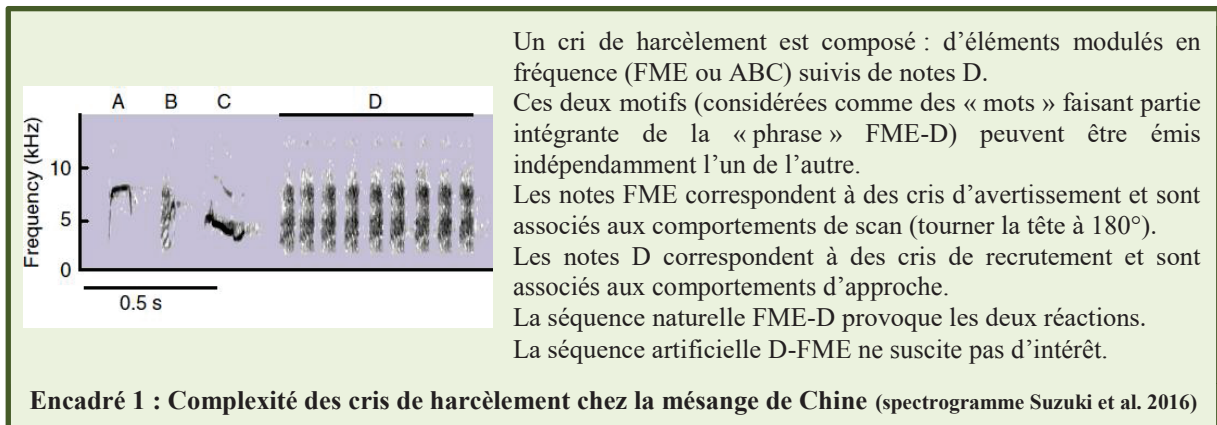 A B C D
Frequency (kHz)
10
5
0
0.5 s
Un cri de harcèlement est composé : d’éléments modulés en
fréquence (FME ou ABC) suivis de notes D.
Ces deux motifs (considérées comme des « mots » faisant partie
intégrante de la « phrase » FME-D) peuvent être émis
indépendamment l’un de l’autre.
Les notes FME correspondent à des cris d’avertissement et sont
associés aux comportements de scan (tourner la tête à 180°).
Les notes D correspondent à des cris de recrutement et sont
associés aux comportements d’approche.
La séquence naturelle FME-D provoque les deux réactions.
La séquence artificielle D-FME ne suscite pas d’intérêt.
Encadré 1 : Complexité des cris de harcèlement chez la mésange de Chine (spectrogramme Suzuki et al. 2016)